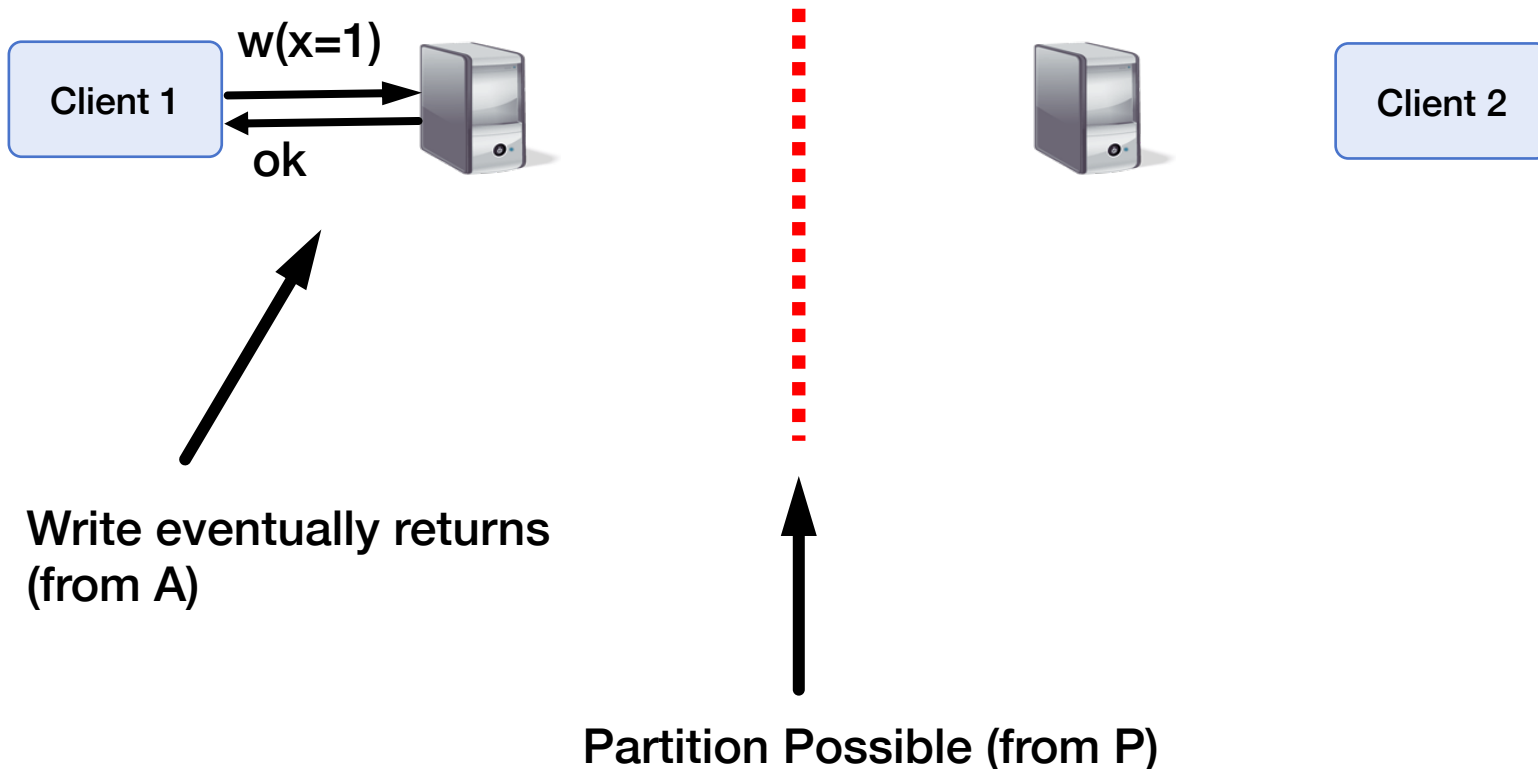 w(x=1)
Client 1
ok
Client 2
Write eventually returns
(from A)
Partition Possible (from P)